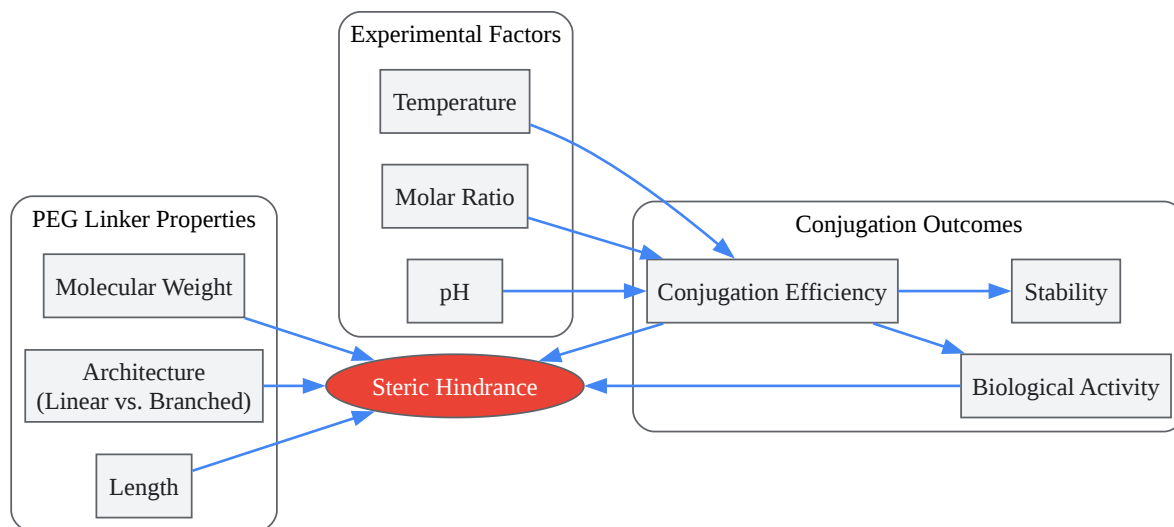 Experimental Factors
Temperature
Molar Ratio
pH
PEG Linker Properties
Molecular Weight
Architecture
(Linear vs. Branched)
Length
Steric Hindrance
Conjugation Outcomes
Conjugation Efficiency
Stability
Biological Activity